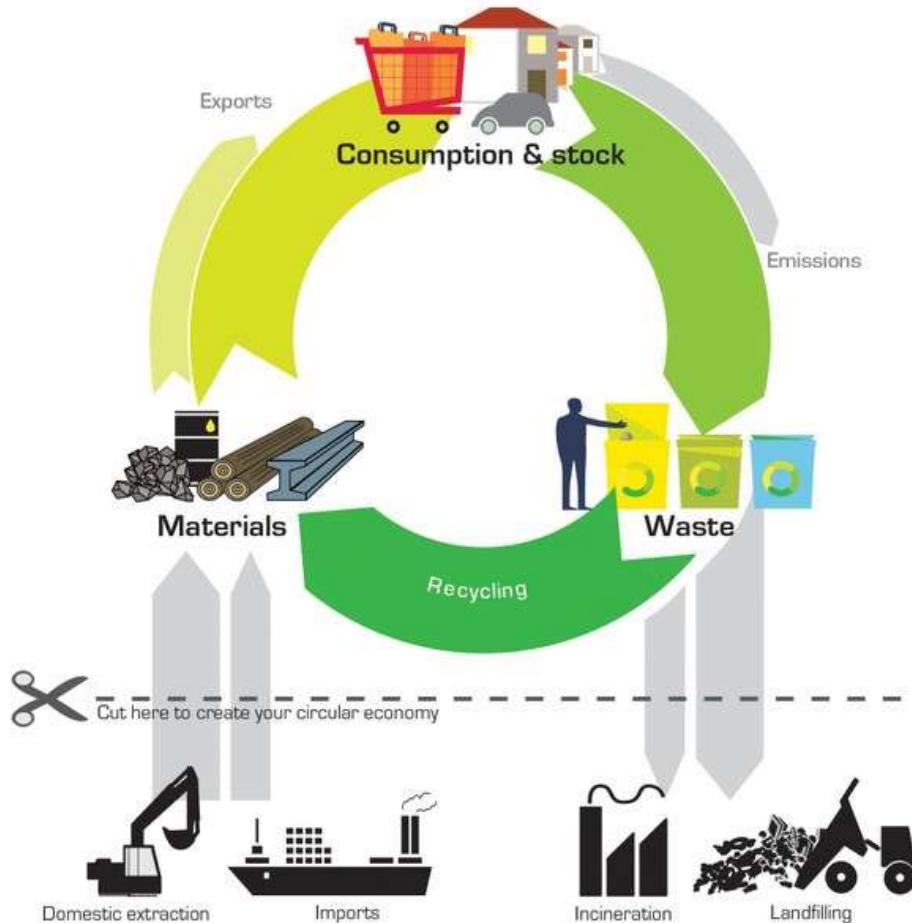 Exports
Consumption & stock
Emissions
Materials
Waste
Recycling
Cut here to create your circular economy
Domestic extraction
Imports
Incineration
Landfilling